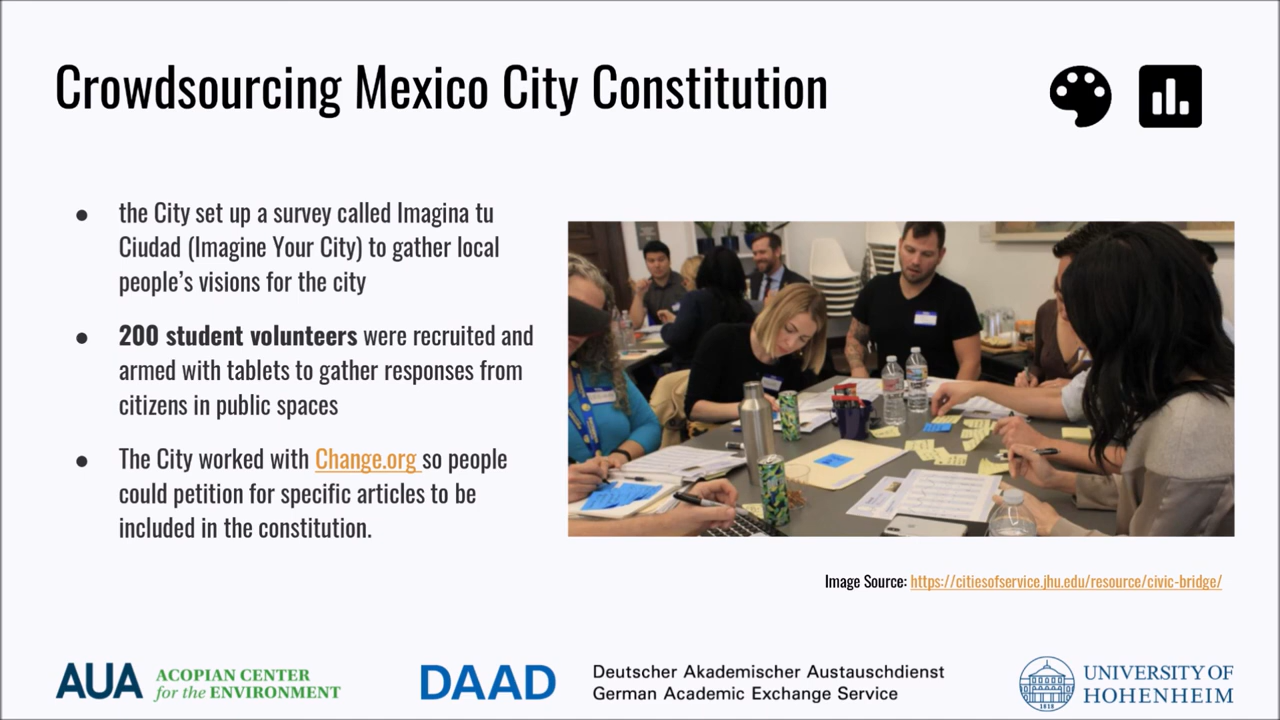 Crowdsourcing Mexico City Constitution
● the City set up a survey called Imagina tu
Ciudad (Imagine Your City) to gather local
people’s visions for the city
● 200 student volunteers were recruited and
armed with tablets to gather responses from
citizens in public spaces
● The City worked with Change.org so people
could petition for specific articles to be
included in the constitution.
Image Source: https://citiesofservice.jhu.edu/resource/civic-bridge/
AUA ACOPIAN CENTER
for the ENVIRONMENT
DAAD Deutscher Akademischer Austauschdienst
German Academic Exchange Service
1818
UNIVERSITY OF
HOHENHEIM